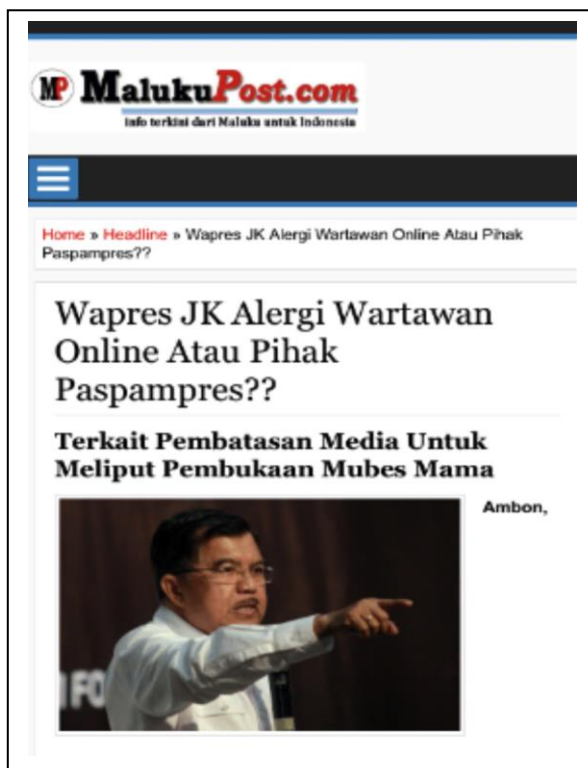 MP MalukuPost.com
info terkini dari Maluku untuk Indonesia
Home » Headline » Wapres JK Alergi Wartawan Online Atau Pihak
Paspampres??
Wapres JK Alergi Wartawan
Online Atau Pihak
Paspampres??
Terkait Pembatasan Media Untuk
Meliput Pembukaan Mubes Mama
Ambon,
N FO